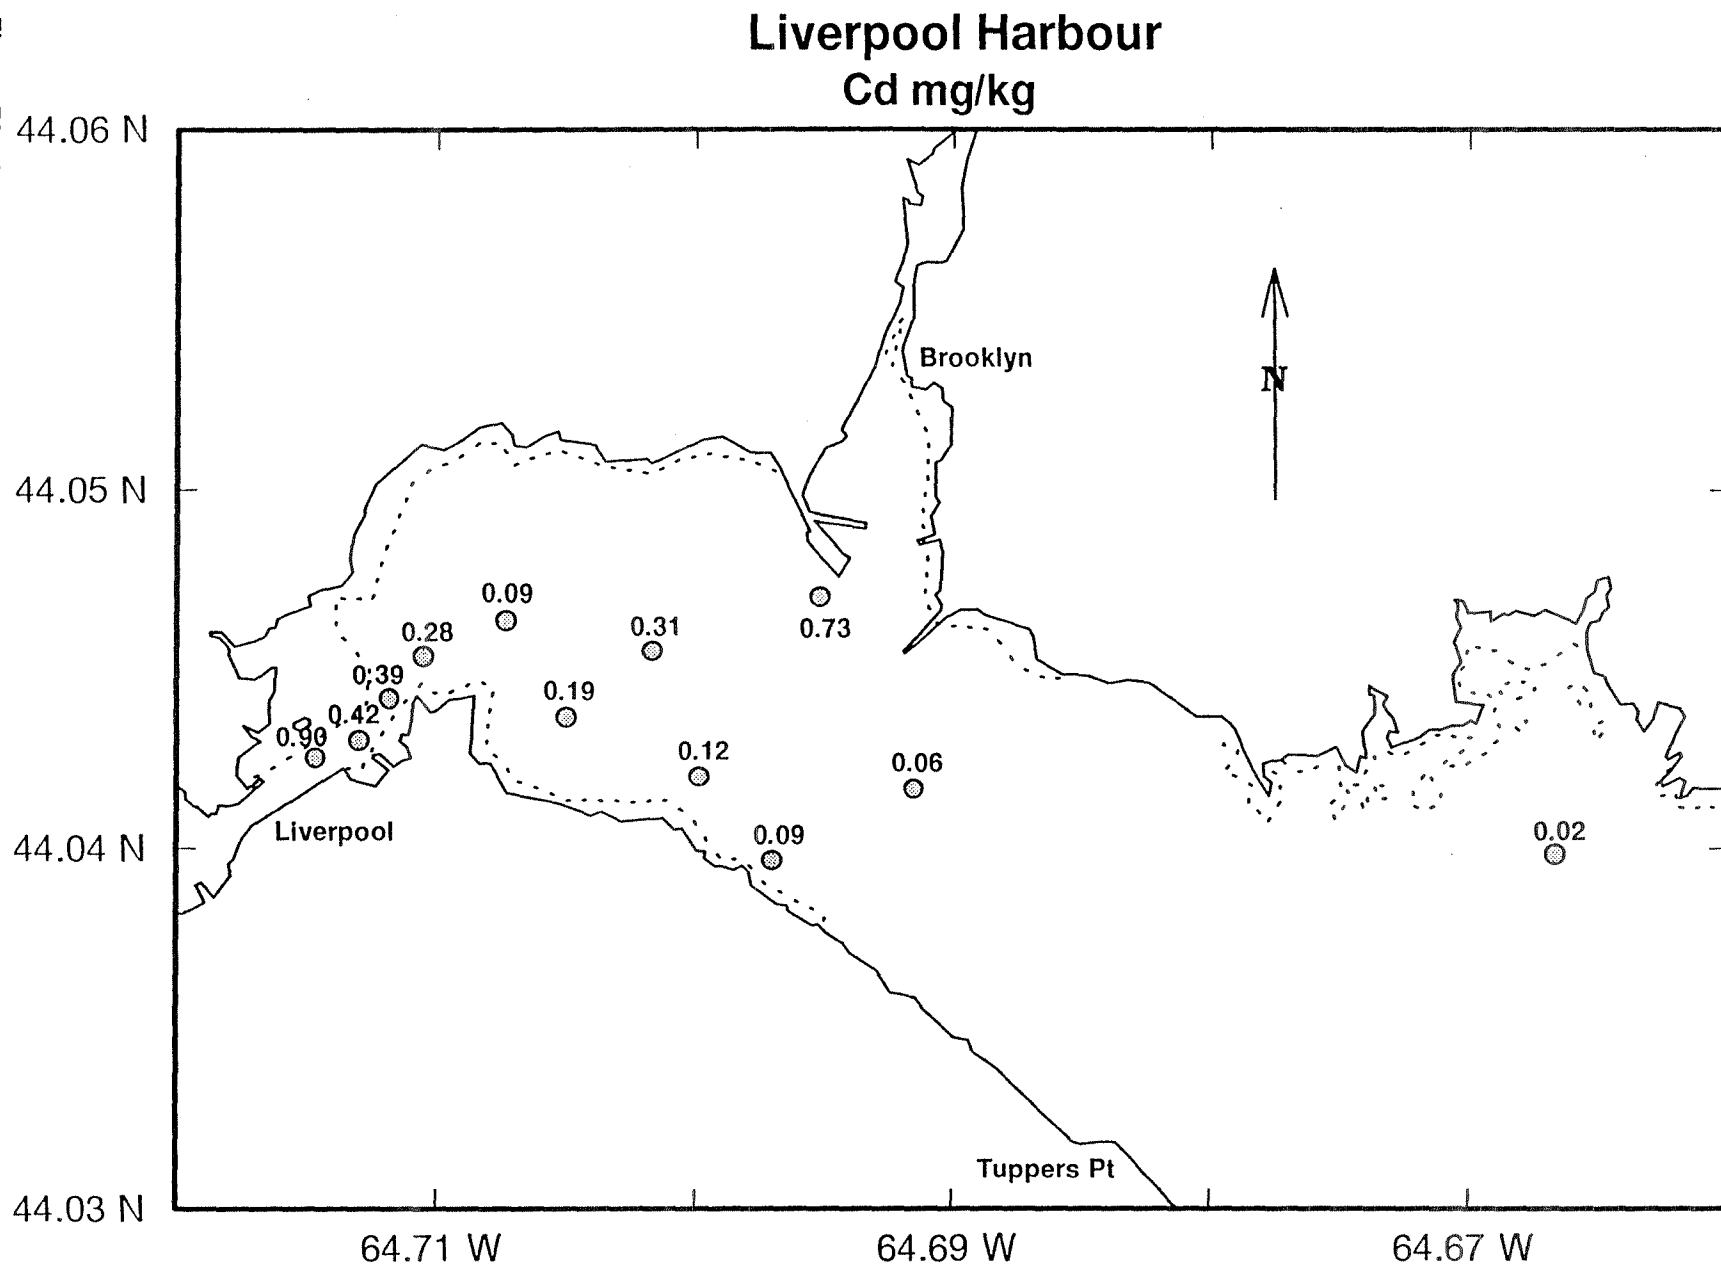 Liverpool Harbour
Cd mg/kg
44.06 N
Brooklyn
N
44.05 N
0.09
0.28
0.31
0.73
0.39
0.19
0.42
0.90
0.12
0.06
Liverpool
0.09
0.02
44.04 N
Tuppers Pt
44.03 N
64.71 W
64.69 W
64.67 W